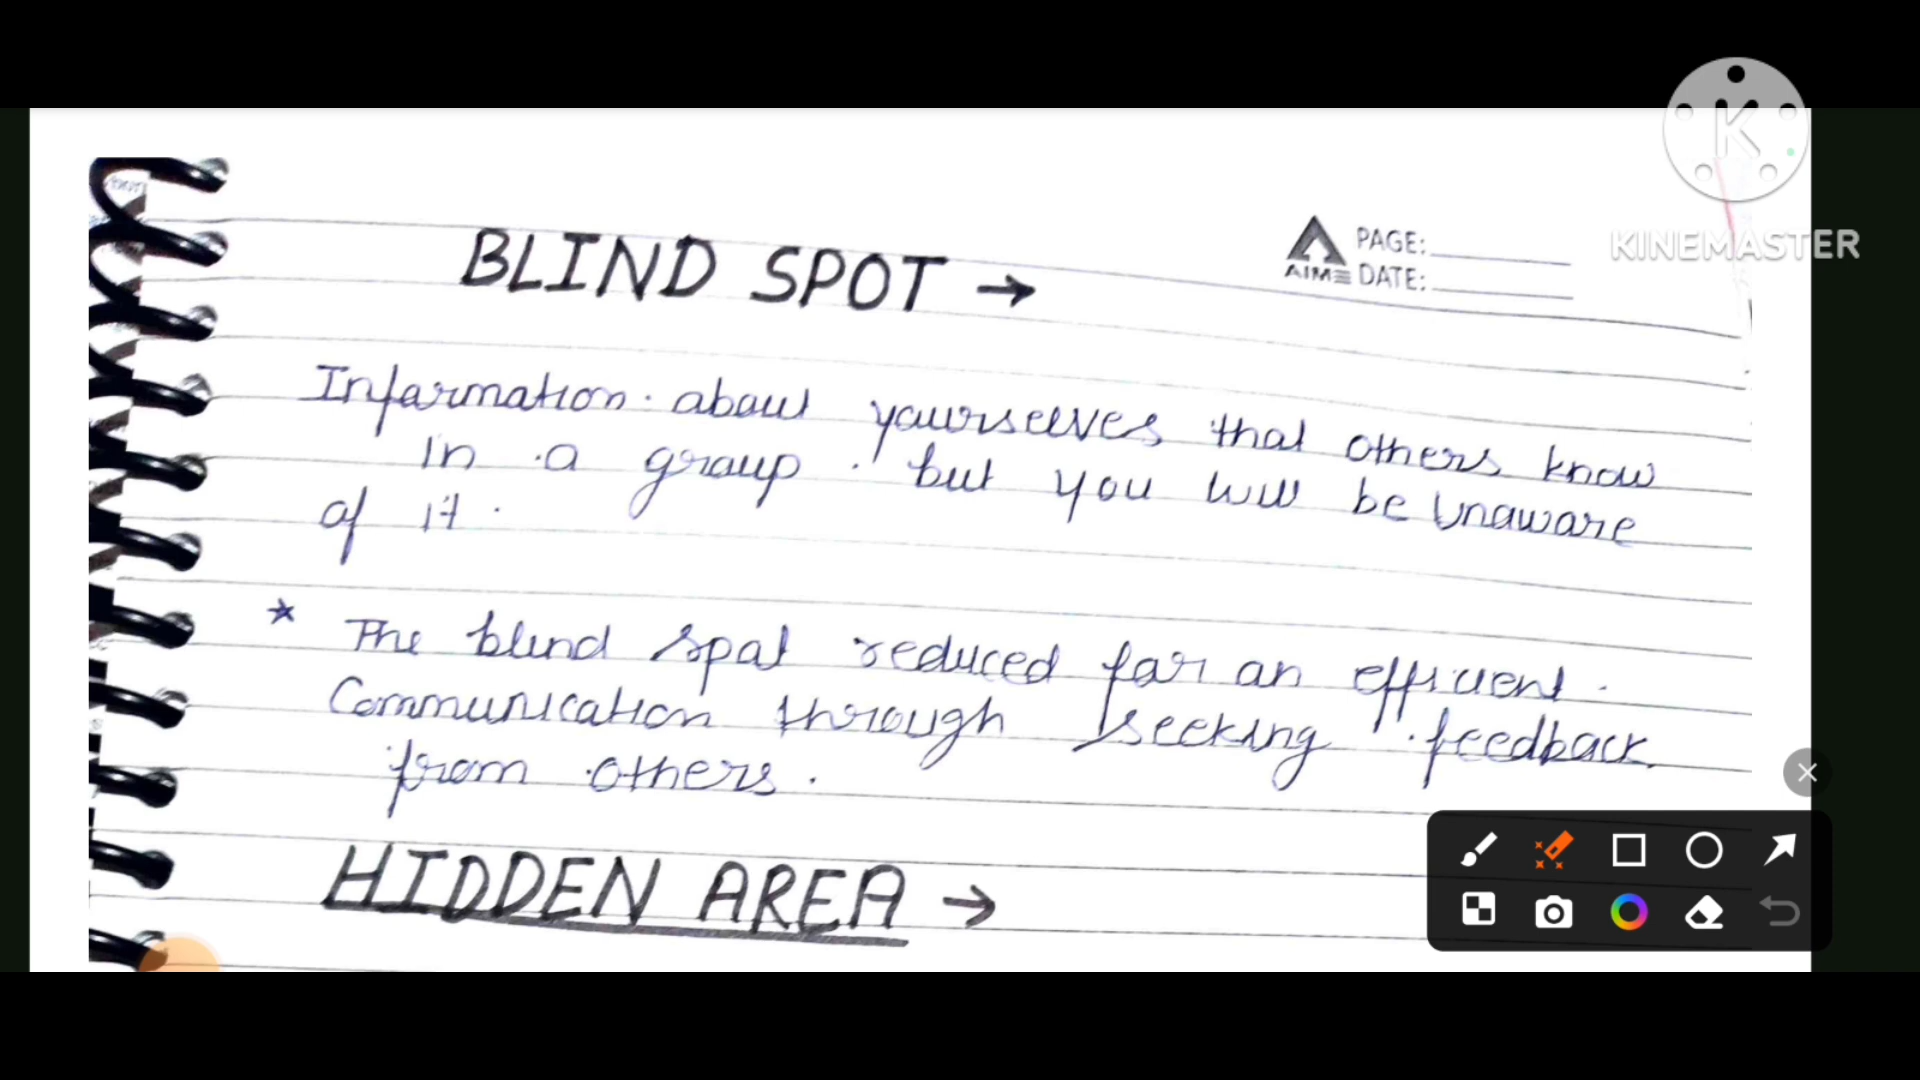 KINEMASTER
PAGE:
AIM DATE:
BLIND SPOT →
Information about yourselves that others know
in a group but you will be unaware
of it.
* The blind spot reduced for an efficient
Communication through seeking feedback
from others.
HIDDEN AREA →